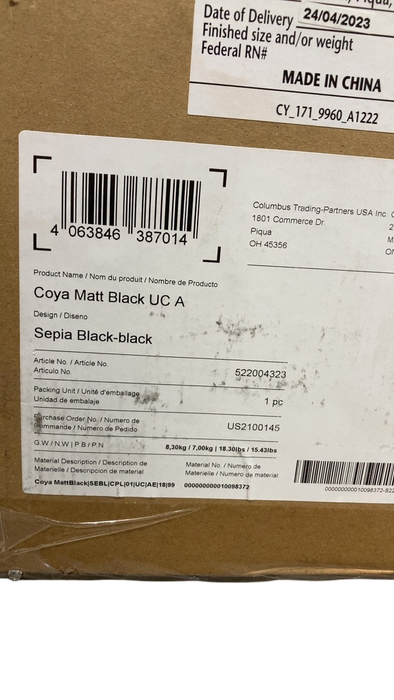 Date of Delivery 24/04/2023
Finished size and/or weight
Federal RN#
MADE IN CHINA
CY_171_9960_A1222
4 063846 387014
Columbus Trading-Partners USA Inc.
1801 Commerce Dr.
Piqua
OH 45356
Product Name / Nom du produit / Nombre de Producto
Coya Matt Black UC A
Design / Diseno
Sepia Black-black
Article No. / Article No.
Articulo No.
522004323
Packing Unit / Unité d'emballage
Unidad de embalaje
1 pc
Purchase Order No. / Numero de
Commande / Numero de Pedido
US2100145
G.W / N.W | P.B / P.N
8,30kg / 7,00kg | 18.30lbs / 15.43lbs
Material Description / Description de
Materielle / Descripcion de material
Material No. / Numero de
Materielle / Numero de material
Coya MattBlack|SEBL|CPL|01|UC|AE|18|99 000000000010098372